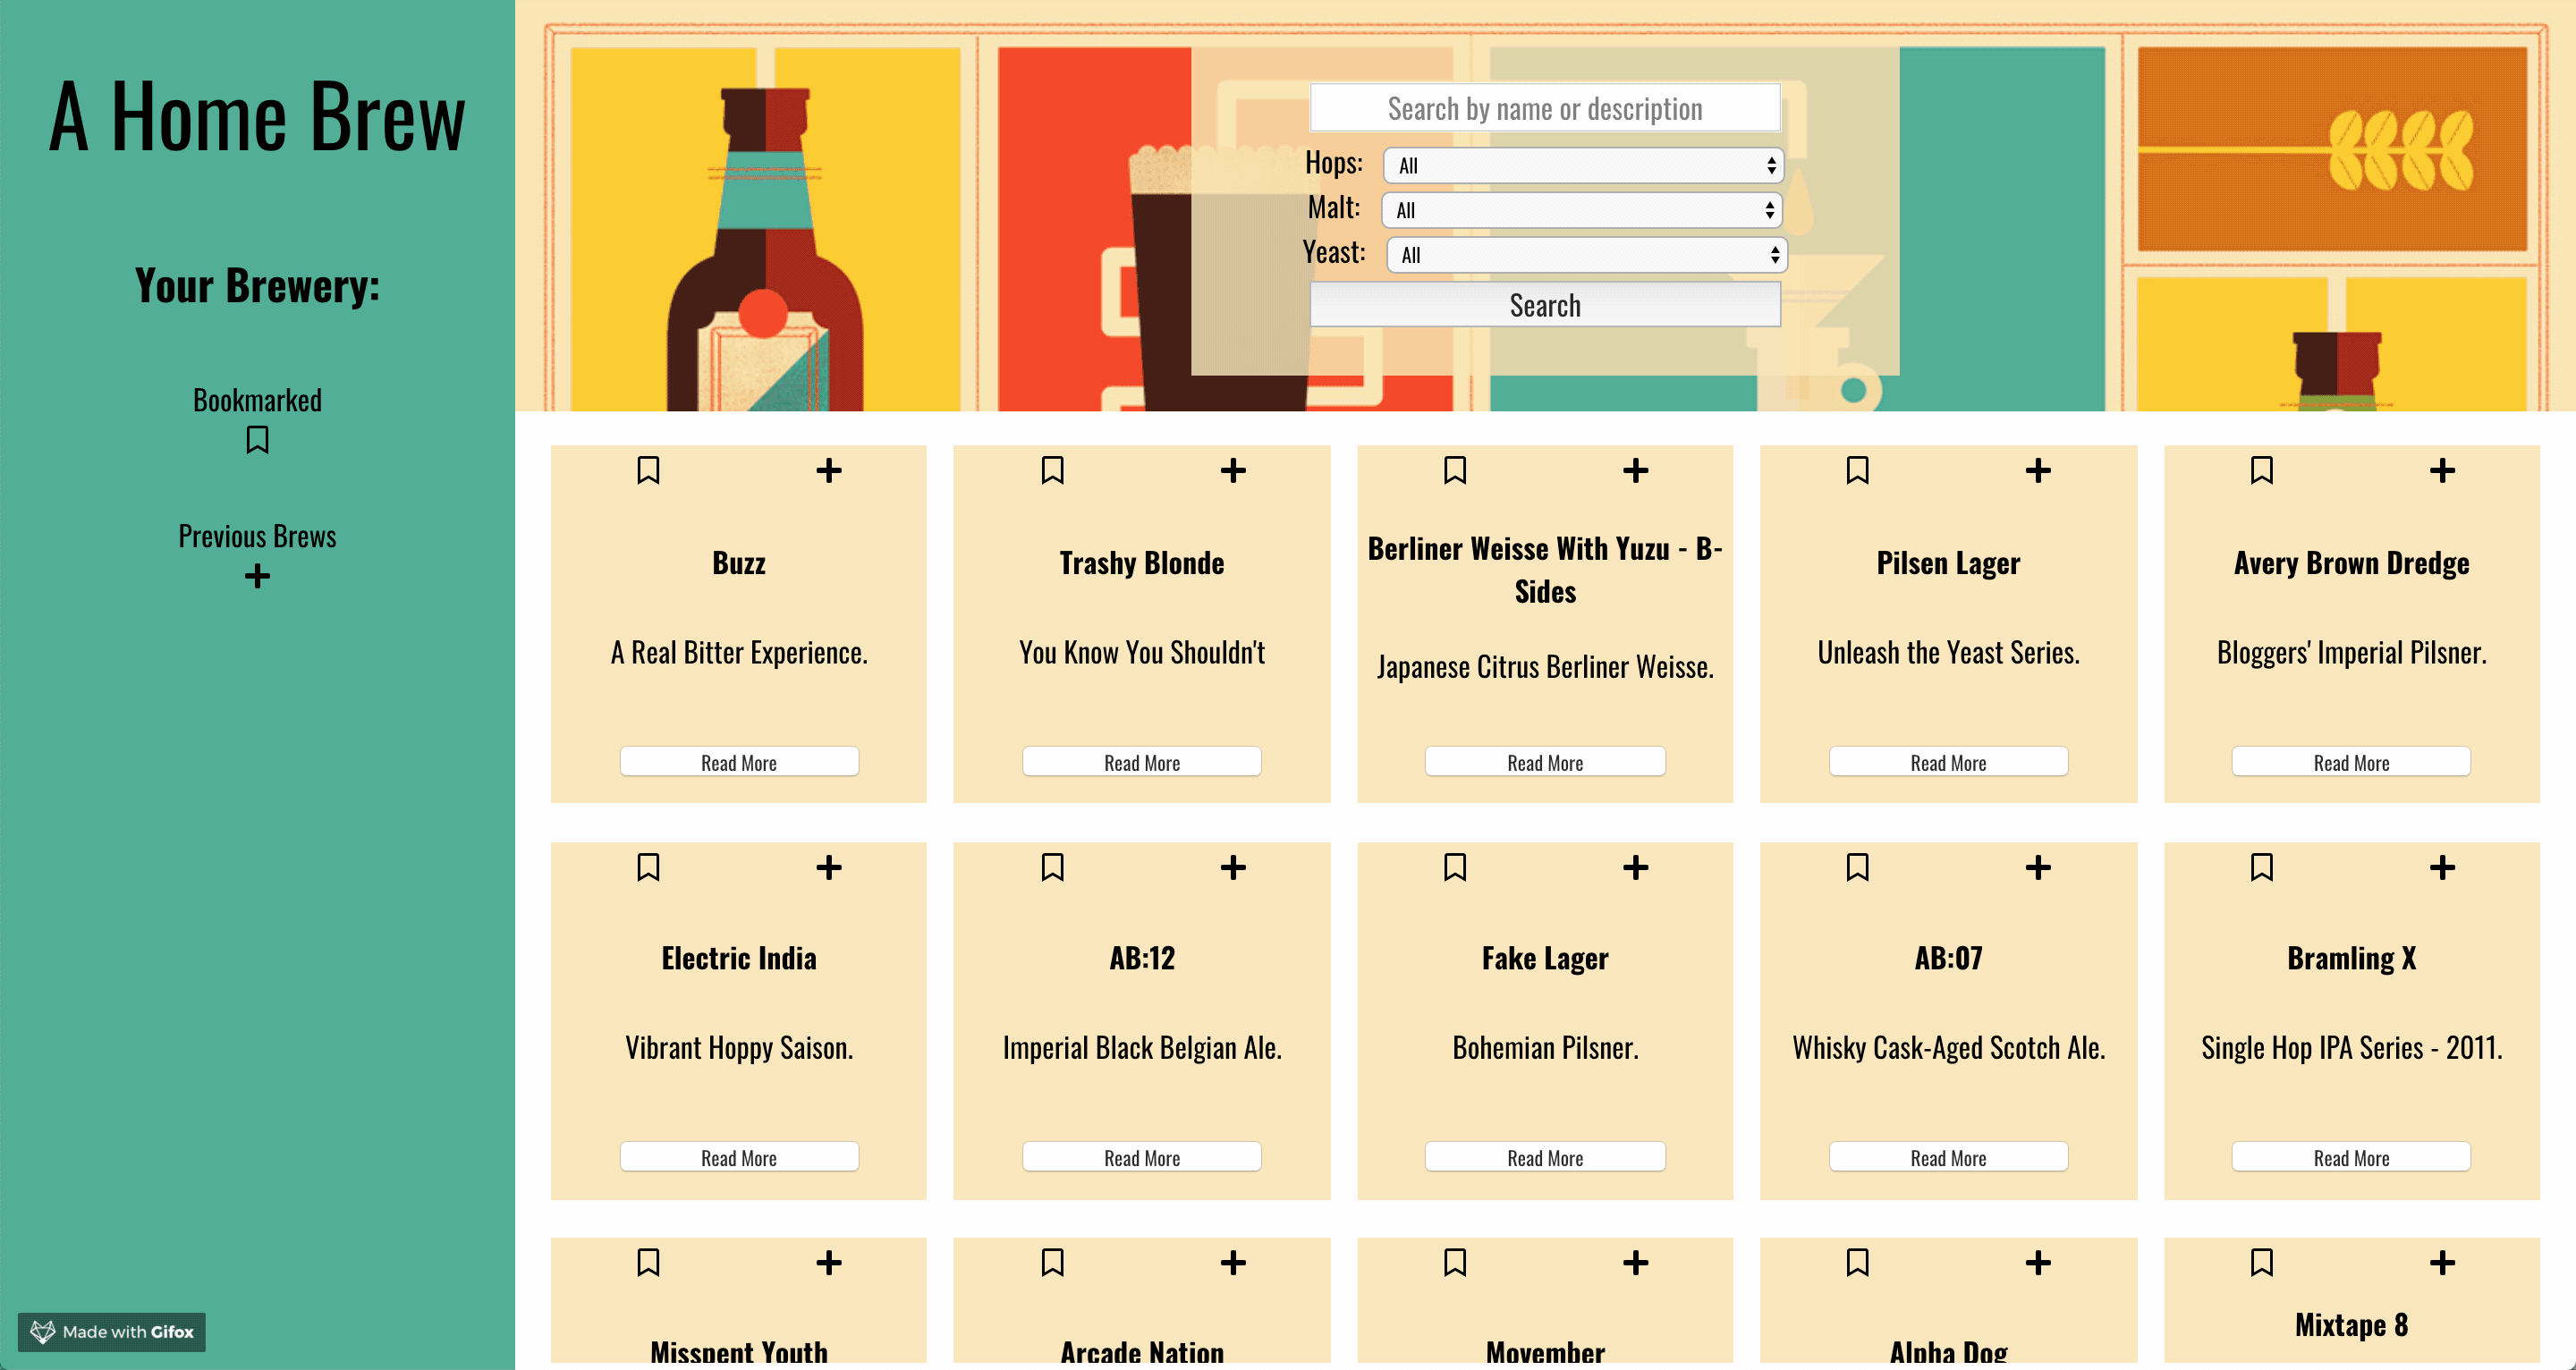 A Home Brew
Your Brewery:
Bookmarked
Previous Brews
Made with Gifox
Search by name or description
Hops: All
Malt: All
Yeast: All
Search
Buzz
A Real Bitter Experience.
Read More
Trashy Blonde
You Know You Shouldn't
Read More
Berliner Weisse With Yuzu - B-
Sides
Japanese Citrus Berliner Weisse.
Read More
Pilsen Lager
Unleash the Yeast Series.
Read More
Avery Brown Dredge
Bloggers' Imperial Pilsner.
Read More
Electric India
Vibrant Hoppy Saison.
Read More
AB:12
Imperial Black Belgian Ale.
Read More
Fake Lager
Bohemian Pilsner.
Read More
AB:07
Whisky Cask-Aged Scotch Ale.
Read More
Bramling X
Single Hop IPA Series - 2011.
Read More
Misspent Youth
Arcade Nation
Movember
Alpha Dog
Mixtape 8